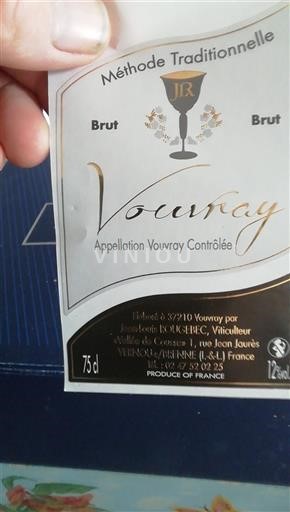 Méthode Traditionnelle
JR
Brut
Brut
Vouvray
Appellation Vouvray Contrôlée
VINIOU
Elaboré à 37210 Vouvray par
Jean-Louis ROUGEBEC, Viticulteur
«Vallée de Cousse» 1, rue Jean Jaurès
VERNOU s/BRENNE (I.-&-L.) France
Tél. : 02 47 52 02 25
75 cl
PRODUCE OF FRANCE
12%vol.